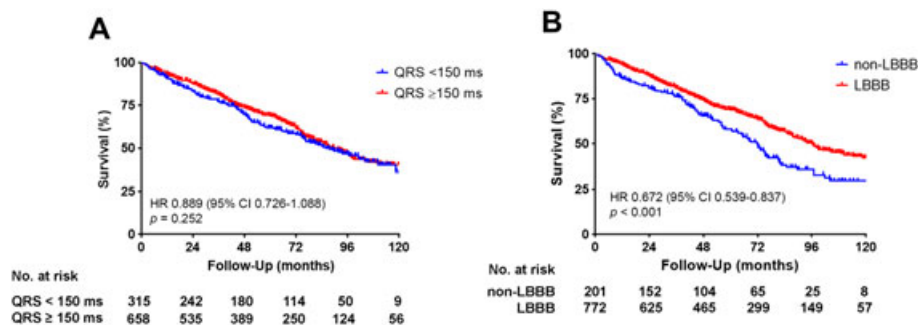 A
Survival (%)
100
75
50
25
0
QRS <150 ms
QRS ≥150 ms
HR 0.889 (95% CI 0.726-1.088)
p = 0.252
0 24 48 72 96 120
Follow-Up (months)
No. at risk
QRS < 150 ms 315 242 180 114 50 9
QRS ≥ 150 ms 658 535 389 250 124 56
B
Survival (%)
100
75
50
25
0
non-LBBB
LBBB
HR 0.672 (95% CI 0.539-0.837)
p < 0.001
0 24 48 72 96 120
Follow-Up (months)
No. at risk
non-LBBB 201 152 104 65 25 8
LBBB 772 625 465 299 149 57